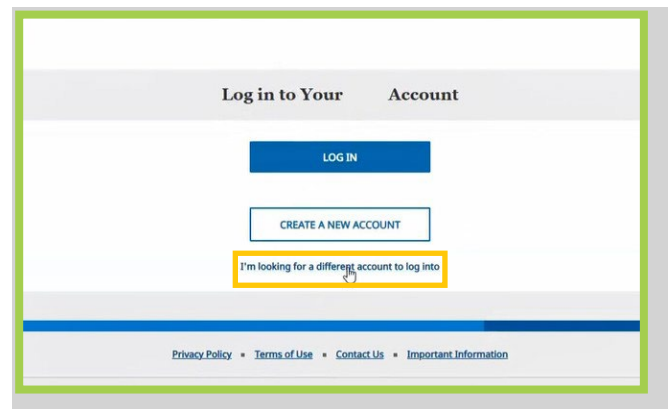 Log in to Your Account
LOG IN
CREATE A NEW ACCOUNT
I'm looking for a different account to log into
Privacy Policy ▪ Terms of Use ▪ Contact Us ▪ Important Information